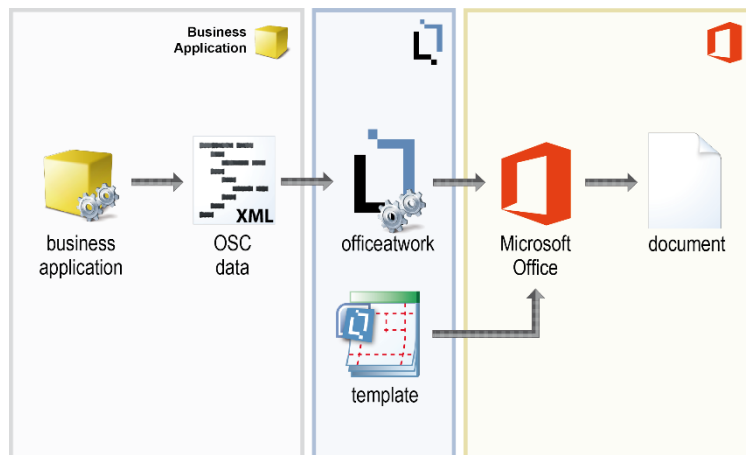 Business
Application
XML
business
application
OSC
data
officeatwork
Microsoft
Office
document
template